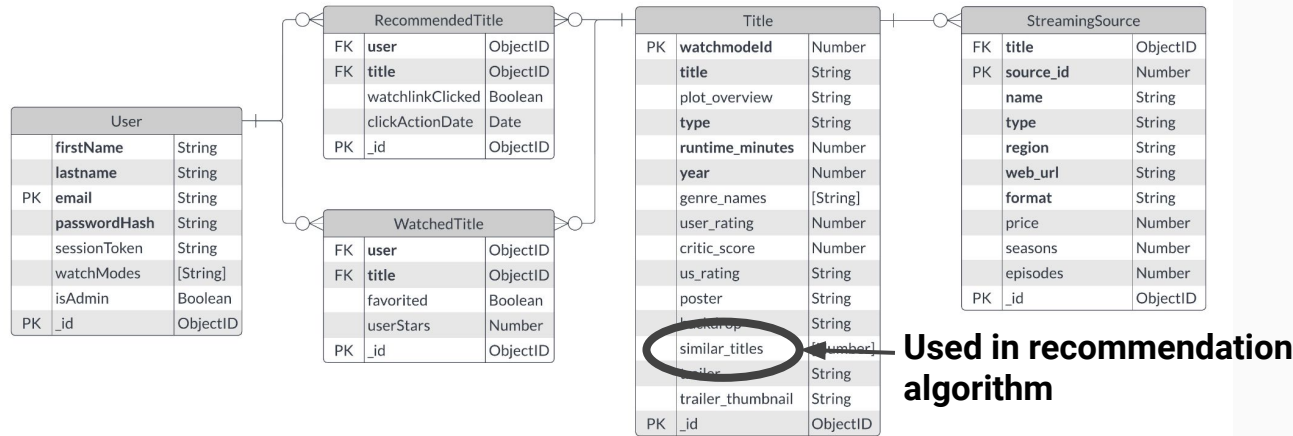 RecommendedTitle
FK user ObjectID
FK title ObjectID
watchlinkClicked Boolean
clickActionDate Date
PK _id ObjectID
User
firstName String
lastname String
PK email String
passwordHash String
sessionToken String
watchModes [String]
isAdmin Boolean
PK _id ObjectID
WatchedTitle
FK user ObjectID
FK title ObjectID
favorited Boolean
userStars Number
PK _id ObjectID
Title
PK watchmodeId Number
title String
plot_overview String
type String
runtime_minutes Number
year Number
genre_names [String]
user_rating Number
critic_score Number
us_rating String
poster String
backdrop String
similar_titles [Number]
trailer String
trailer_thumbnail String
PK _id ObjectID
StreamingSource
FK title ObjectID
PK source_id Number
name String
type String
region String
web_url String
format String
price Number
seasons Number
episodes Number
PK _id ObjectID
Used in recommendation
algorithm